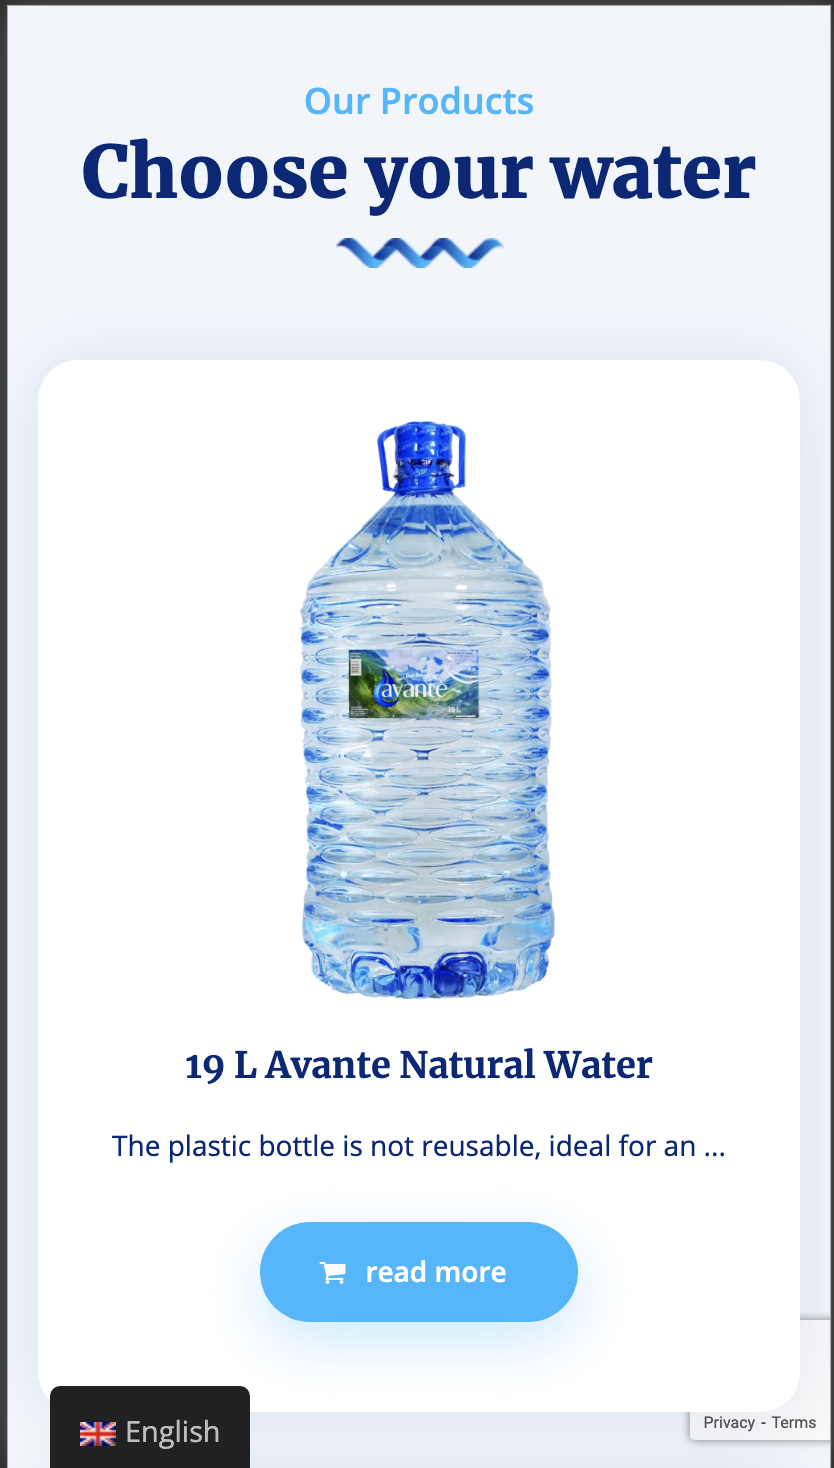 Our Products
Choose your water
avante
19 L
19 L Avante Natural Water
The plastic bottle is not reusable, ideal for an ...
read more
English
Privacy - Terms